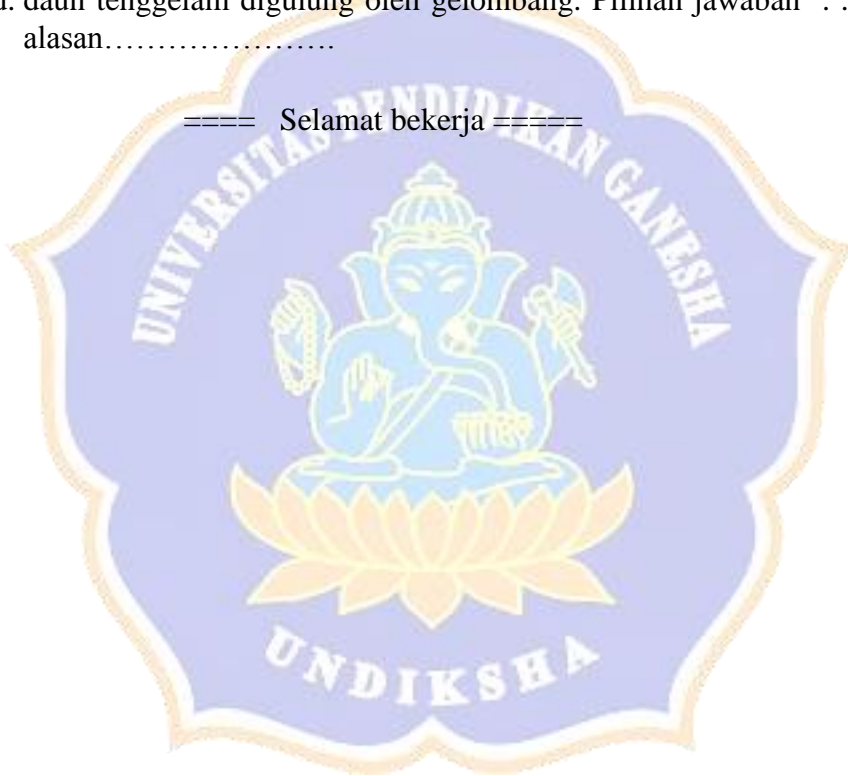 daun tenggelam digulung oleh gelombang. Pilihan jawaban . .
alasan………………….
==== Selamat bekerja =====
UNIVERSITAS PENDIDIKAN GANESHA
UNDIKSHA